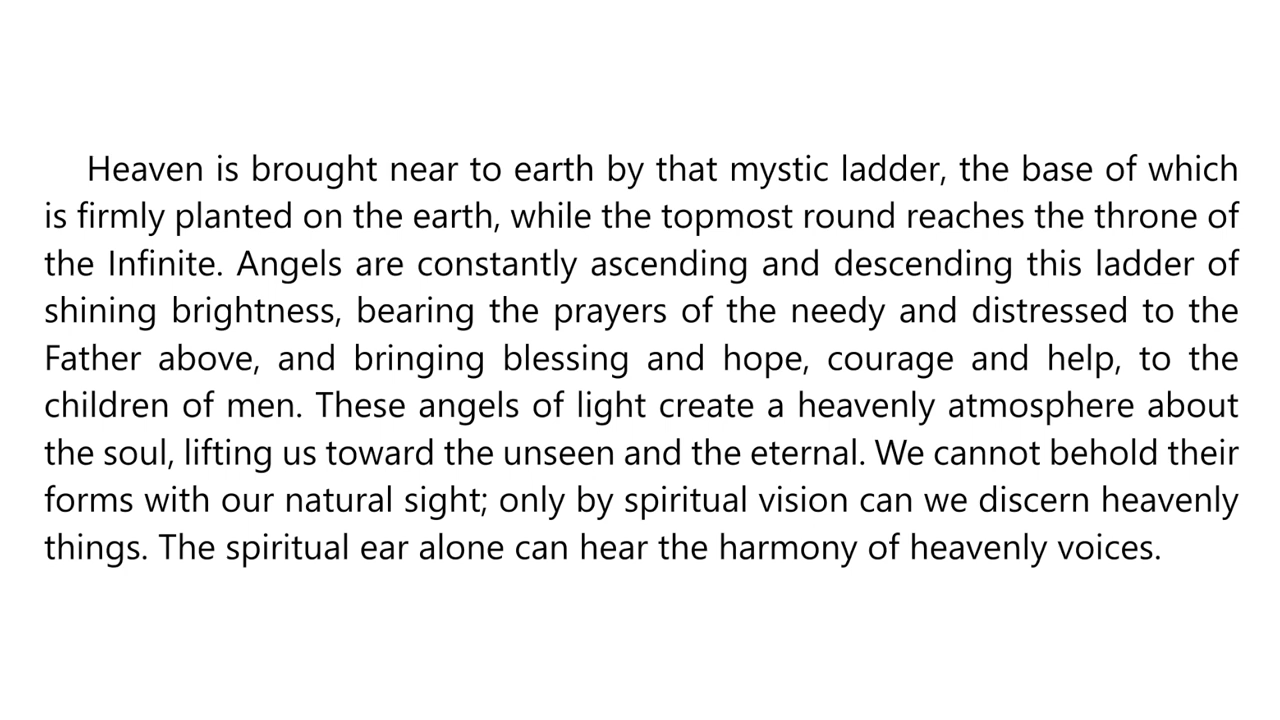 Heaven is brought near to earth by that mystic ladder, the base of which
is firmly planted on the earth, while the topmost round reaches the throne of
the Infinite. Angels are constantly ascending and descending this ladder of
shining brightness, bearing the prayers of the needy and distressed to the
Father above, and bringing blessing and hope, courage and help, to the
children of men. These angels of light create a heavenly atmosphere about
the soul, lifting us toward the unseen and the eternal. We cannot behold their
forms with our natural sight; only by spiritual vision can we discern heavenly
things. The spiritual ear alone can hear the harmony of heavenly voices.